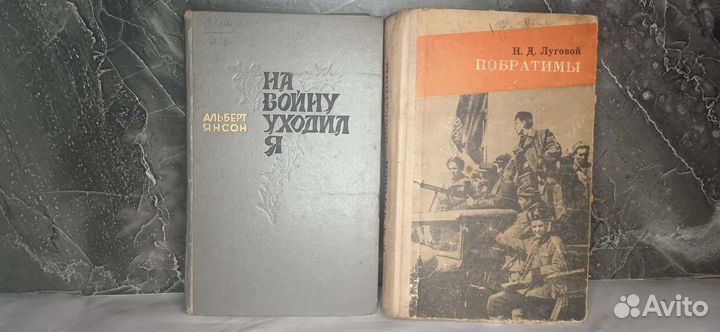 АЛЬБЕРТ
ЯНСОН
НА
ВОЙНУ
УХОДИЛ
Я
Н. Д. Луговой
ПОБРАТИМЫ
Avito